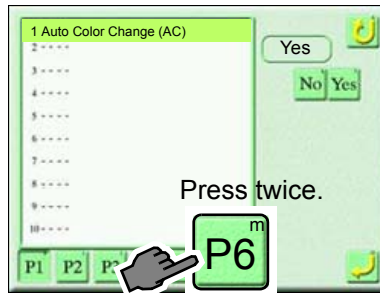 1 Auto Color Change (AC)
2 - - - -
3 - - - -
4 - - - -
5 - - - -
6 - - - -
7 - - - -
8 - - - -
9 - - - -
10 - - - -
Yes
No Yes
Press twice.
P1 P2 P3
m
P6